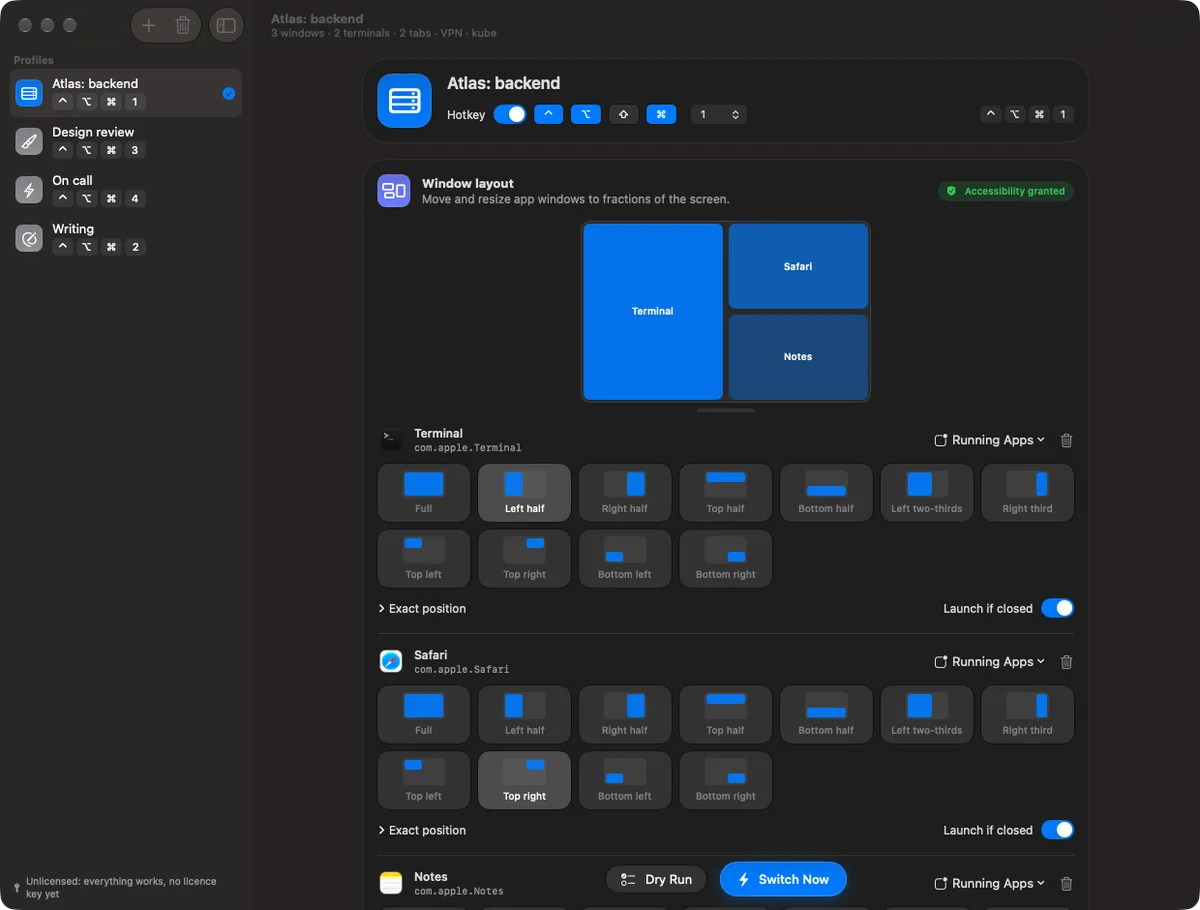 Profiles
Atlas: backend
⌃ ⌥ ⌘ 1
Design review
⌃ ⌥ ⌘ 3
On call
⌃ ⌥ ⌘ 4
Writing
⌃ ⌥ ⌘ 2
Unlicensed: everything works, no licence
key yet
Atlas: backend
3 windows · 2 terminals · 2 tabs · VPN · kube
Atlas: backend
Hotkey ⌃ ⌥ ⇧ ⌘ 1
⌃ ⌥ ⌘ 1
Window layout
Move and resize app windows to fractions of the screen.
Accessibility granted
Terminal
Safari
Notes
Terminal
com.apple.Terminal
Running Apps
Full
Left half
Right half
Top half
Bottom half
Left two-thirds
Right third
Top left
Top right
Bottom left
Bottom right
Exact position
Launch if closed
Safari
com.apple.Safari
Running Apps
Full
Left half
Right half
Top half
Bottom half
Left two-thirds
Right third
Top left
Top right
Bottom left
Bottom right
Exact position
Launch if closed
Notes
com.apple.Notes
Dry Run
Switch Now
Running Apps